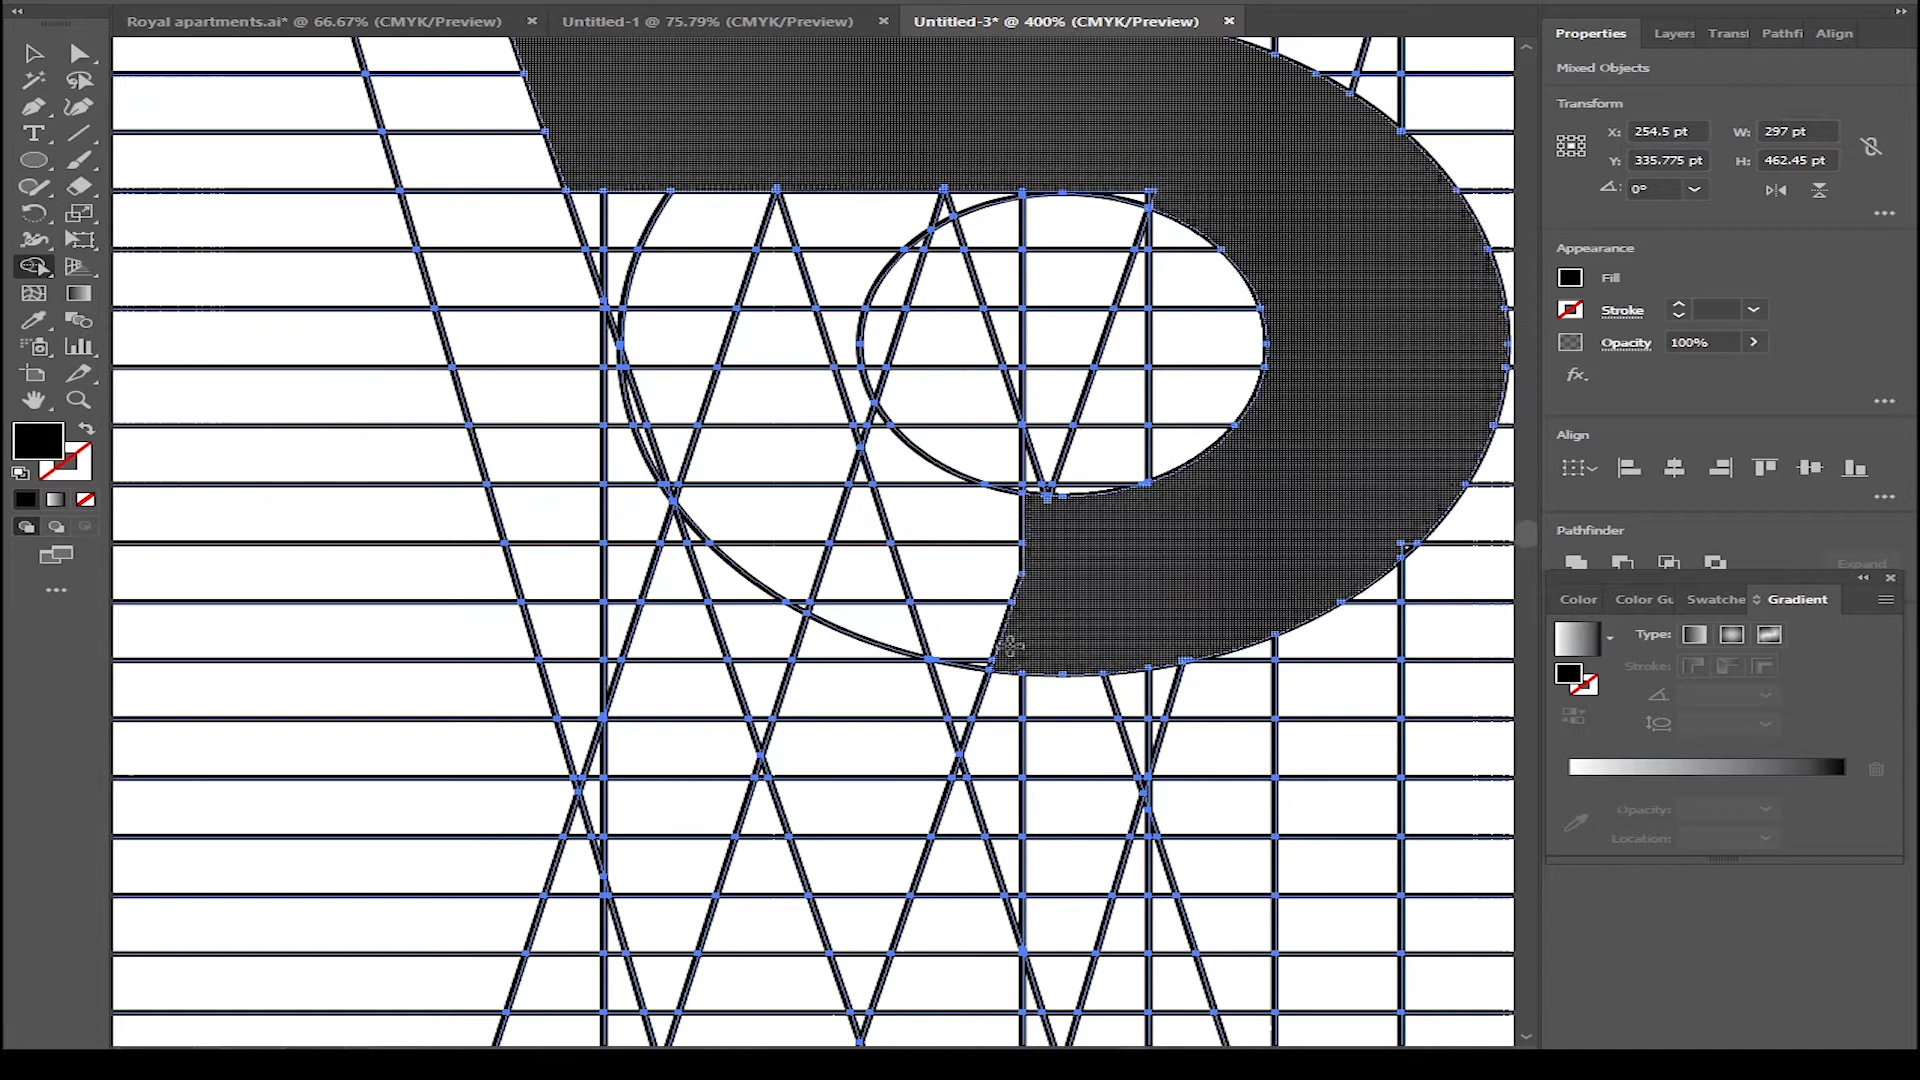 Royal apartments.ai* @ 66.67% (CMYK/Preview)
Untitled-1 @ 75.79% (CMYK/Preview)
Untitled-3* @ 400% (CMYK/Preview)
Properties
Layers
Transf
Pathfi
Align
Mixed Objects
Transform
X: 254.5 pt
W: 297 pt
Y: 335.775 pt
H: 462.45 pt
0°
Appearance
Fill
Stroke
Opacity
100%
fx.
Align
Pathfinder
Expand
Color
Color Gu
Swatche
Gradient
Type:
Stroke:
Opacity:
Location: